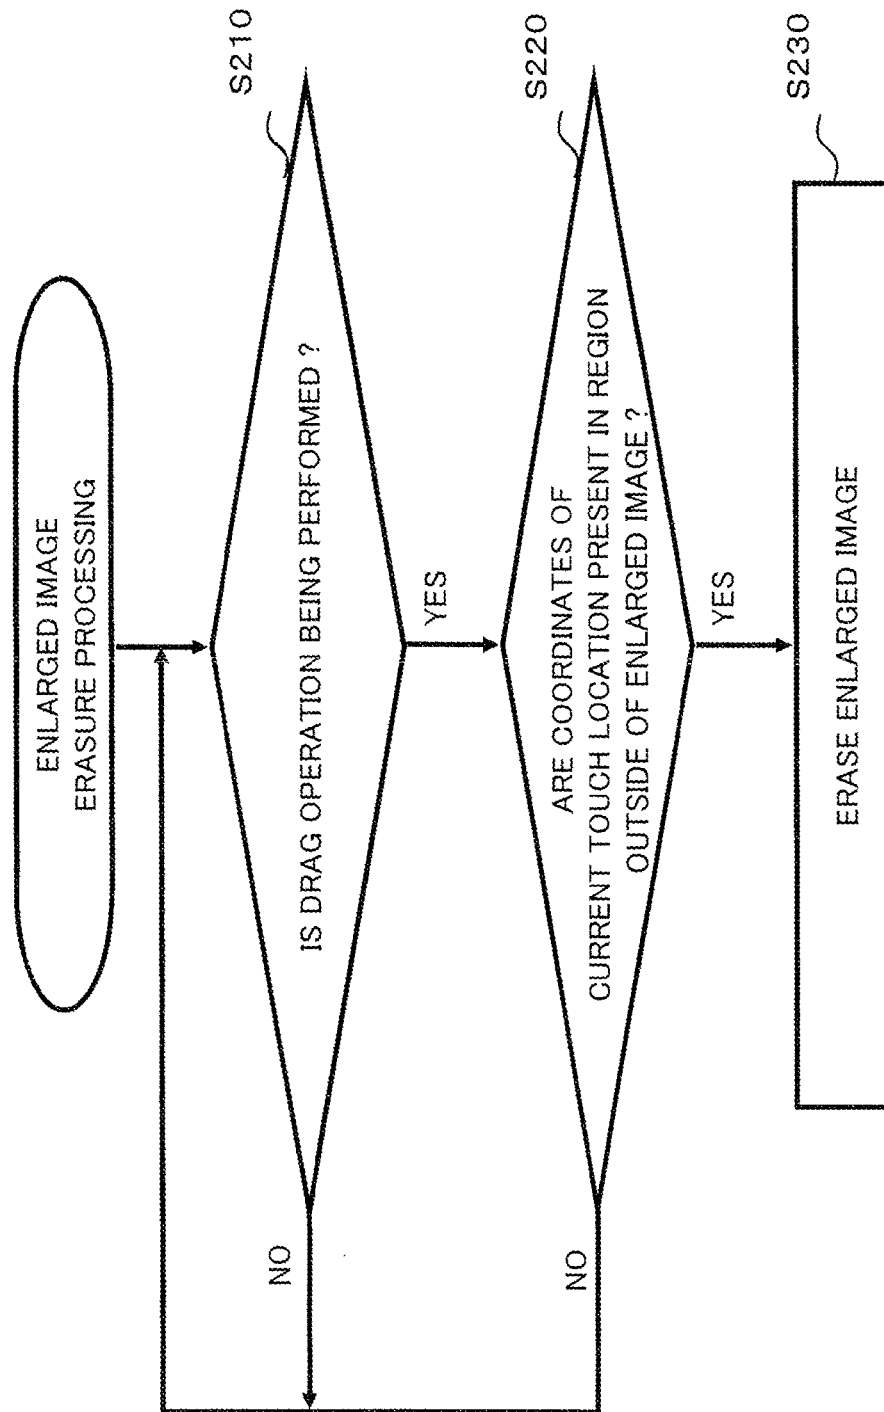 ENLARGED IMAGE
ERASURE PROCESSING
S210
IS DRAG OPERATION BEING PERFORMED ?
NO
YES
S220
ARE COORDINATES OF
CURRENT TOUCH LOCATION PRESENT IN REGION
OUTSIDE OF ENLARGED IMAGE ?
NO
YES
S230
ERASE ENLARGED IMAGE